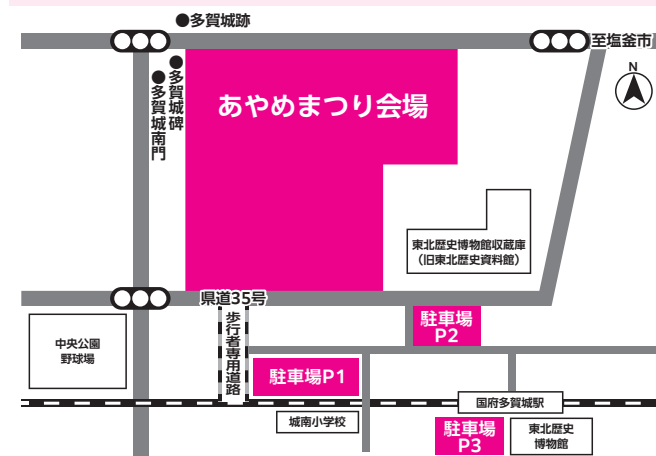 ●多賀城跡
至塩釜市
N
●多賀城碑
●多賀城南門
あやめまつり会場
東北歴史博物館収蔵庫
（旧東北歴史資料館）
県道35号
歩行者専用道路
駐車場
P2
中央公園
野球場
駐車場P1
国府多賀城駅
城南小学校
駐車場
P3
東北歴史
博物館